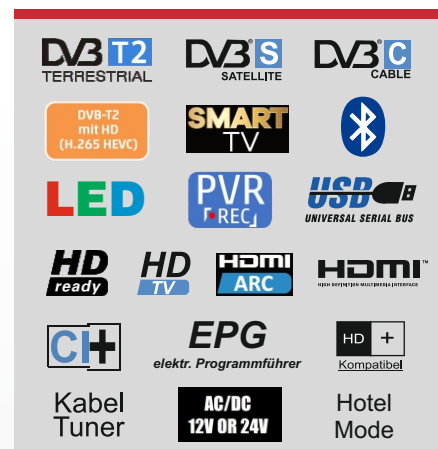 DVB T2
TERRESTRIAL
DVB S
SATELLITE
DVB C
CABLE
DVB-T2
mit HD
(H.265 HEVC)
SMART
TV
LED
PVR
REC
USB
UNIVERSAL SERIAL BUS
HD
ready
HD
TV
HDMI
ARC
HDMI™
HIGH DEFINITION MULTIMEDIA INTERFACE
CI+
EPG
elektr. Programmführer
HD +
Kompatibel
Kabel
Tuner
AC/DC
12V OR 24V
Hotel
Mode